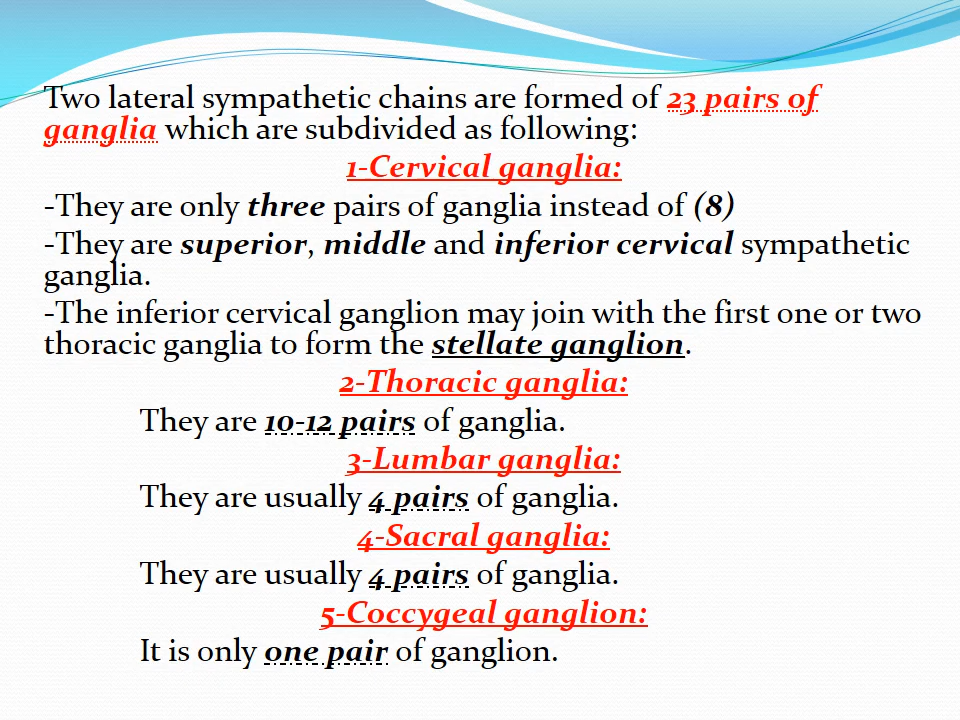 Two lateral sympathetic chains are formed of 23 pairs of
ganglia which are subdivided as following:
1-Cervical ganglia:
-They are only three pairs of ganglia instead of (8)
-They are superior, middle and inferior cervical sympathetic
ganglia.
-The inferior cervical ganglion may join with the first one or two
thoracic ganglia to form the stellate ganglion.
2-Thoracic ganglia:
They are 10-12 pairs of ganglia.
3-Lumbar ganglia:
They are usually 4 pairs of ganglia.
4-Sacral ganglia:
They are usually 4 pairs of ganglia.
5-Coccygeal ganglion:
It is only one pair of ganglion.